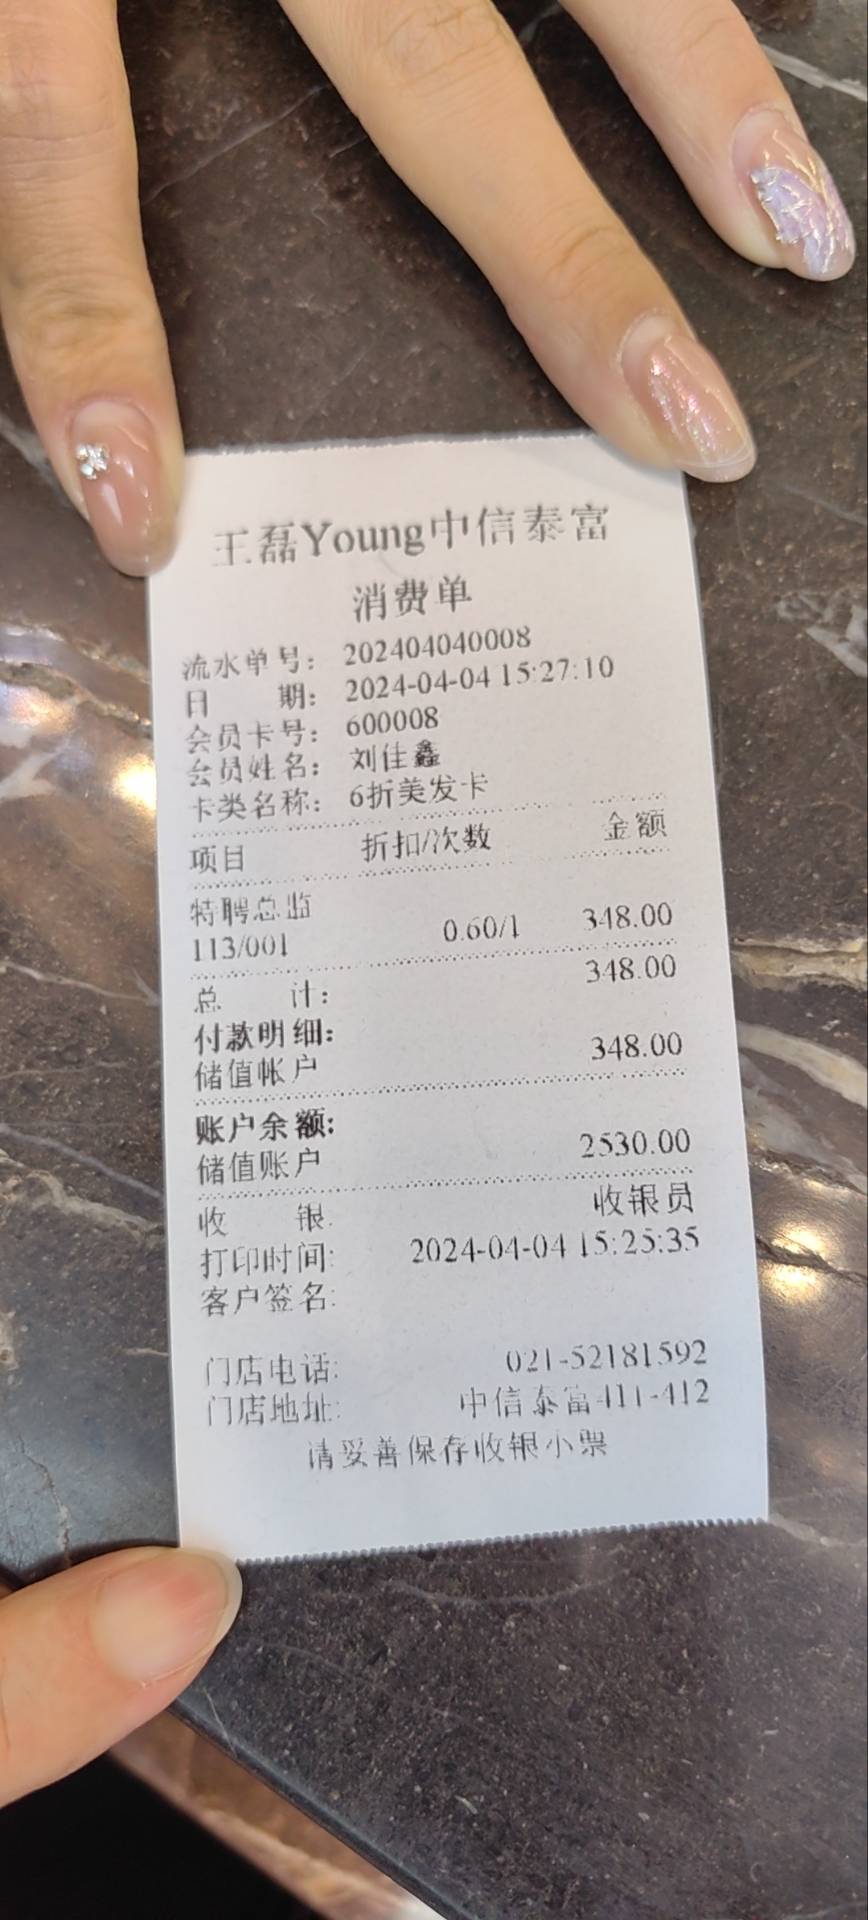 王磊Young中信泰富
消费单
流水单号： 202404040008
日 期： 2024-04-04 15:27:10
会员卡号： 600008
会员姓名： 刘佳鑫
卡类名称： 6折美发卡
项目 折扣/次数 金额
特聘总监
113/001 0.60/1 348.00
总 计： 348.00
付款明细:
储值帐户 348.00
账户余额:
储值账户 2530.00
收 银: 收银员
打印时间: 2024-04-04 15:25:35
客户签名:
门店电话: 021-52181592
门店地址: 中信泰富411-412
请妥善保存收银小票